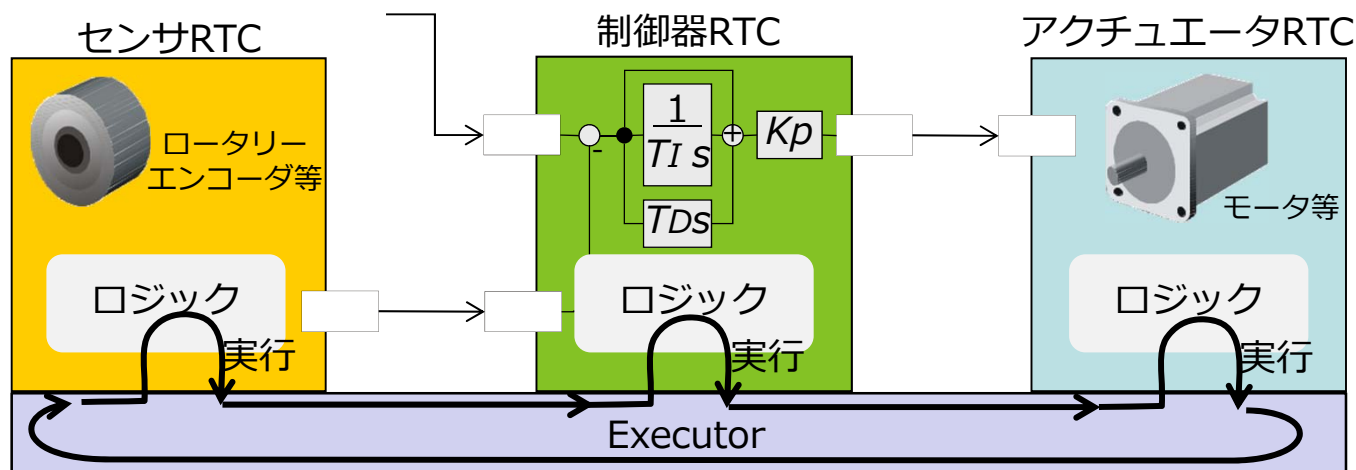 センサRTC
制御器RTC
アクチュエータRTC
ロータリー
エンコーダ等
1
TI s
+
Kp
-
TDs
モータ等
ロジック
実行
ロジック
実行
ロジック
実行
Executor